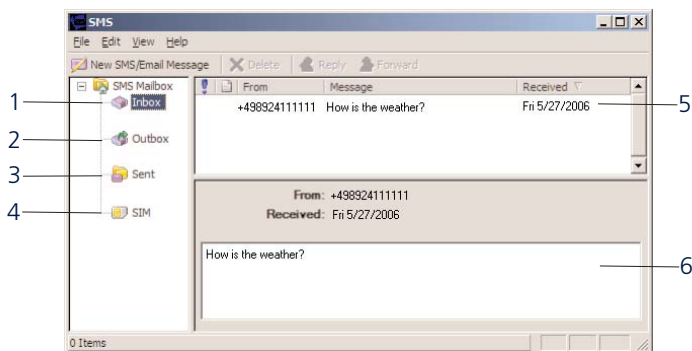 SMS
File Edit View Help
New SMS/Email Message Delete Reply Forward
SMS Mailbox
From Message Received
1 Inbox
+498924111111 How is the weather? Fri 5/27/2006 5
2 Outbox
3 Sent
From: +498924111111
4 SIM
Received: Fri 5/27/2006
How is the weather?
6
0 Items